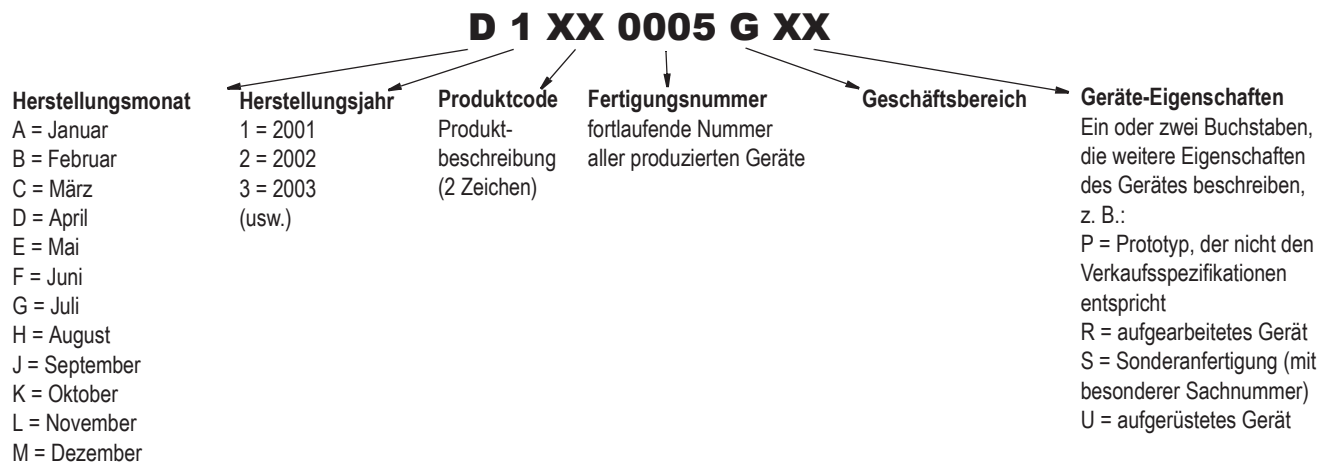 D 1 XX 0005 G XX
Herstellungsmonat
A = Januar
B = Februar
C = März
D = April
E = Mai
F = Juni
G = Juli
H = August
J = September
K = Oktober
L = November
M = Dezember
Herstellungsjahr
1 = 2001
2 = 2002
3 = 2003
(usw.)
Produktcode
Produkt-
beschreibung
(2 Zeichen)
Fertigungsnummer
fortlaufende Nummer
aller produzierten Geräte
Geschäftsbereich
Geräte-Eigenschaften
Ein oder zwei Buchstaben,
die weitere Eigenschaften
des Gerätes beschreiben,
z. B.:
P = Prototyp, der nicht den
Verkaufsspezifikationen
entspricht
R = aufgearbeitetes Gerät
S = Sonderanfertigung (mit
besonderer Sachnummer)
U = aufgerüstetes Gerät